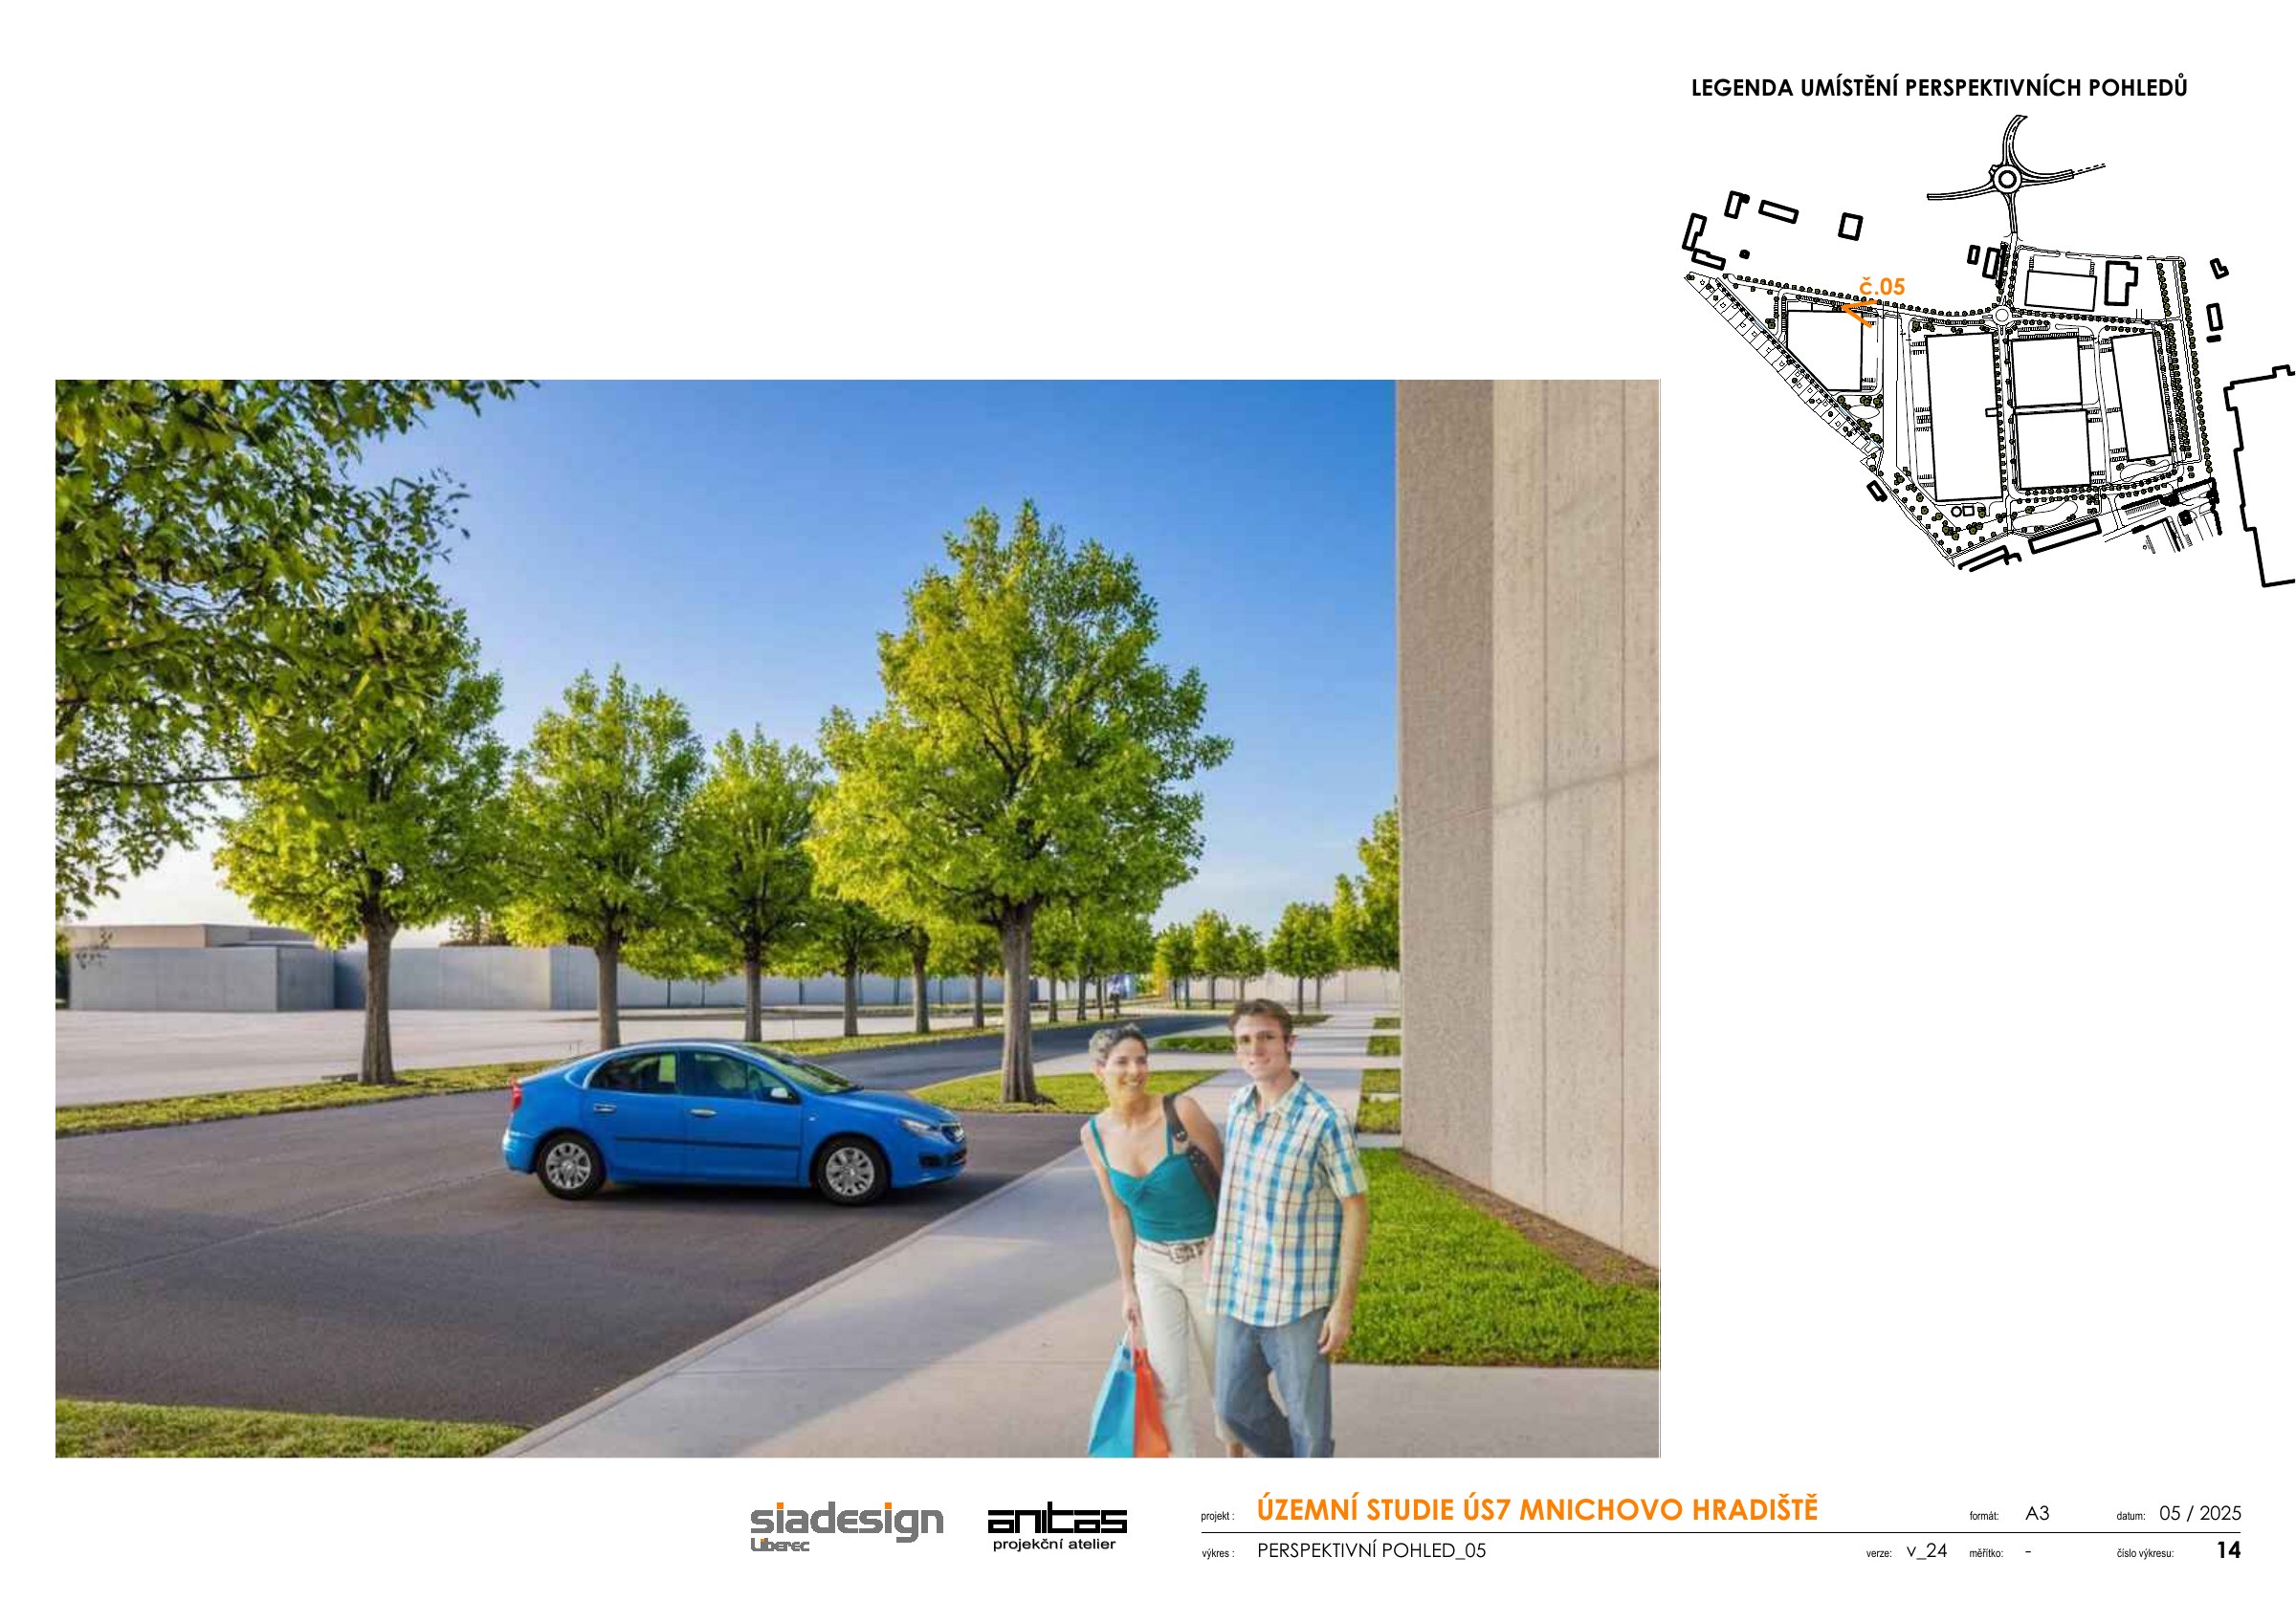 LEGENDA UMÍSTĚNÍ PERSPEKTIVNÍCH POHLEDŮ
č.05
siadesign
Liberec
anitas
projekční atelier
projekt : ÚZEMNÍ STUDIE ÚS7 MNICHOVO HRADIŠTĚ formát: A3 datum: 05 / 2025
výkres : PERSPEKTIVNÍ POHLED_05 verze: v_24 měřítko: - číslo výkresu: 14